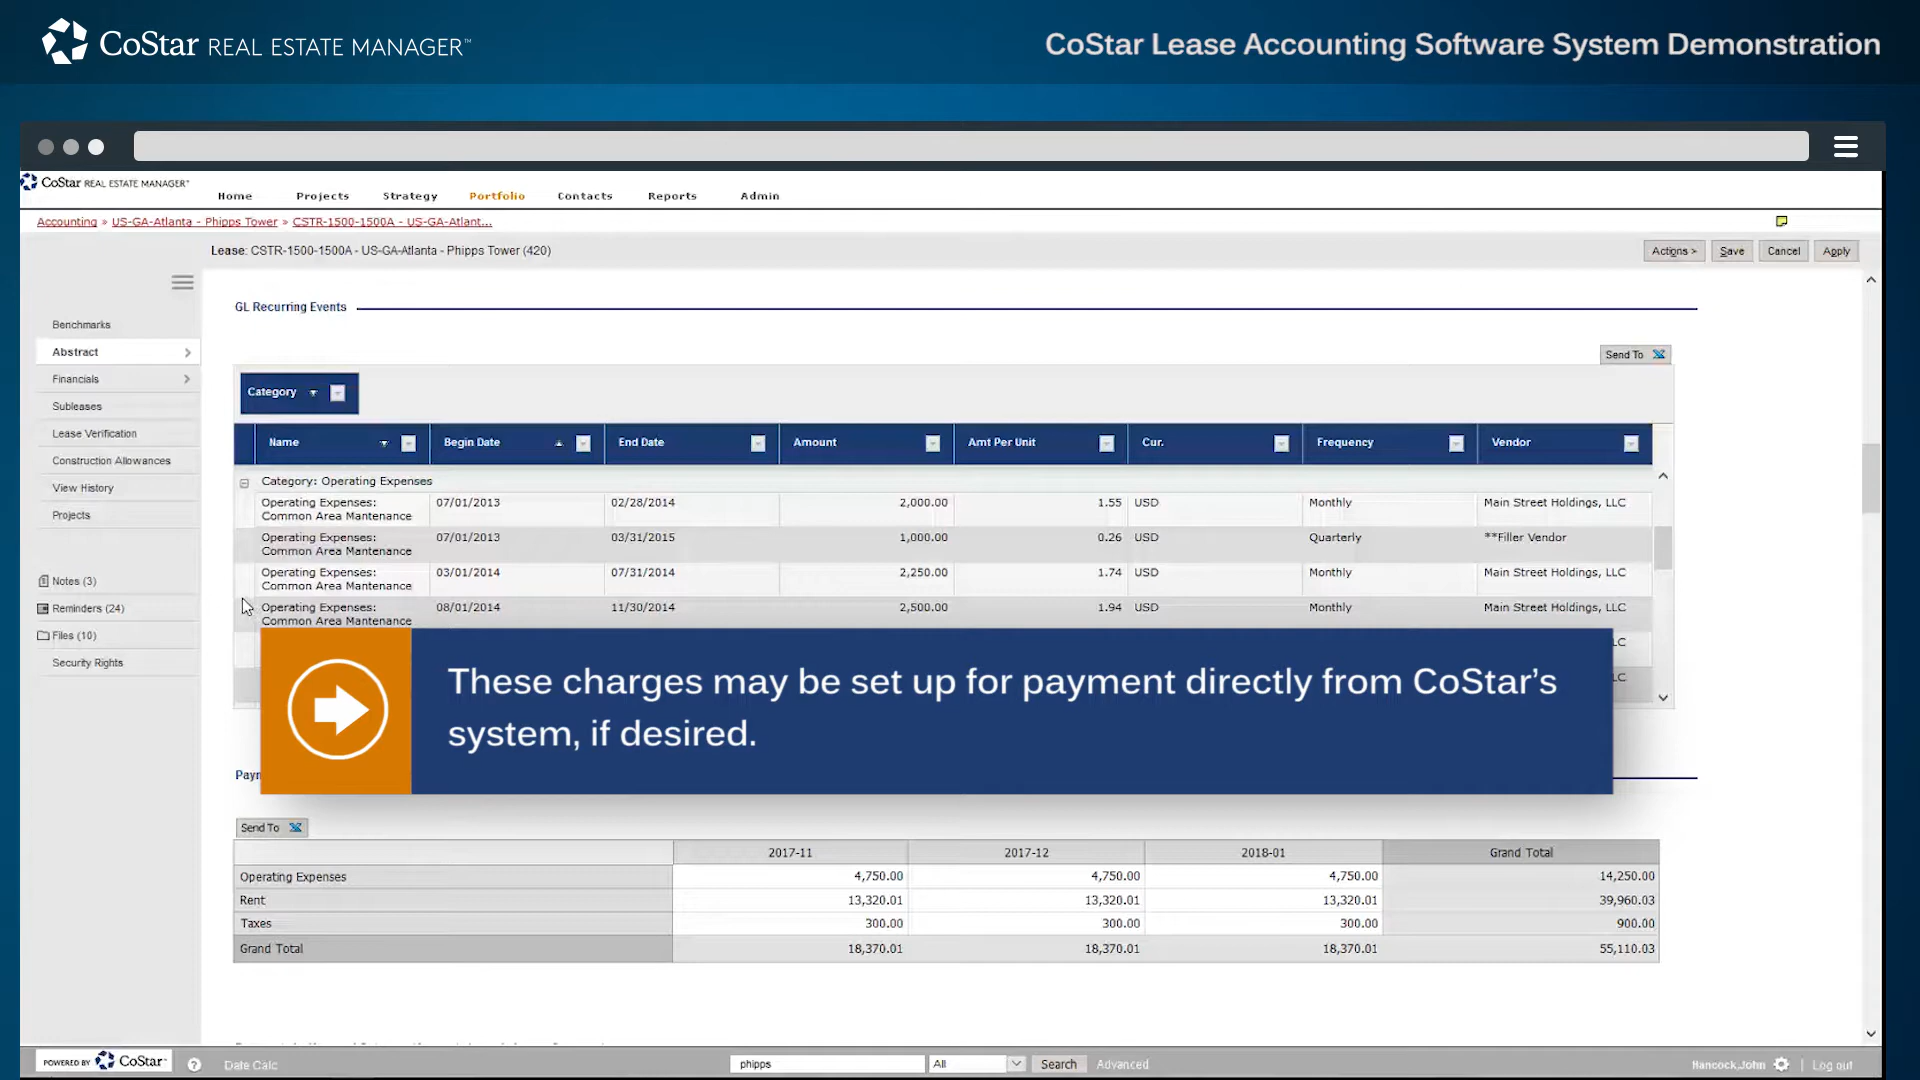 CoStar REAL ESTATE MANAGER™
CoStar Lease Accounting Software System Demonstration
CoStar REAL ESTATE MANAGER™
Home Projects Strategy Portfolio Contacts Reports Admin
Accounting » US-GA-Atlanta - Phipps Tower » CSTR-1500-1500A - US-GA-Atlant...
Lease: CSTR-1500-1500A - US-GA-Atlanta - Phipps Tower (420)
Actions > Save Cancel Apply
Benchmarks
Abstract
Financials
Subleases
Lease Verification
Construction Allowances
View History
Projects
Notes (3)
Reminders (24)
Files (10)
Security Rights
GL Recurring Events
Send To
Category
Name Begin Date End Date Amount Amt Per Unit Cur. Frequency Vendor
Category: Operating Expenses
Operating Expenses: 07/01/2013 02/28/2014 2,000.00 1.55 USD Monthly Main Street Holdings, LLC
Common Area Mantenance
Operating Expenses: 07/01/2013 03/31/2015 1,000.00 0.26 USD Quarterly **Filler Vendor
Common Area Mantenance
Operating Expenses: 03/01/2014 07/31/2014 2,250.00 1.74 USD Monthly Main Street Holdings, LLC
Common Area Mantenance
Operating Expenses: 08/01/2014 11/30/2014 2,500.00 1.94 USD Monthly Main Street Holdings, LLC
Common Area Mantenance
LC
LC
These charges may be set up for payment directly from CoStar’s
system, if desired.
Send To
2017-11 2017-12 2018-01 Grand Total
Operating Expenses 4,750.00 4,750.00 4,750.00 14,250.00
Rent 13,320.01 13,320.01 13,320.01 39,960.03
Taxes 300.00 300.00 300.00 900.00
Grand Total 18,370.01 18,370.01 18,370.01 55,110.03
POWERED BY CoStar™ ? Date Calc phipps All Search Advanced Hancock,John | Log out